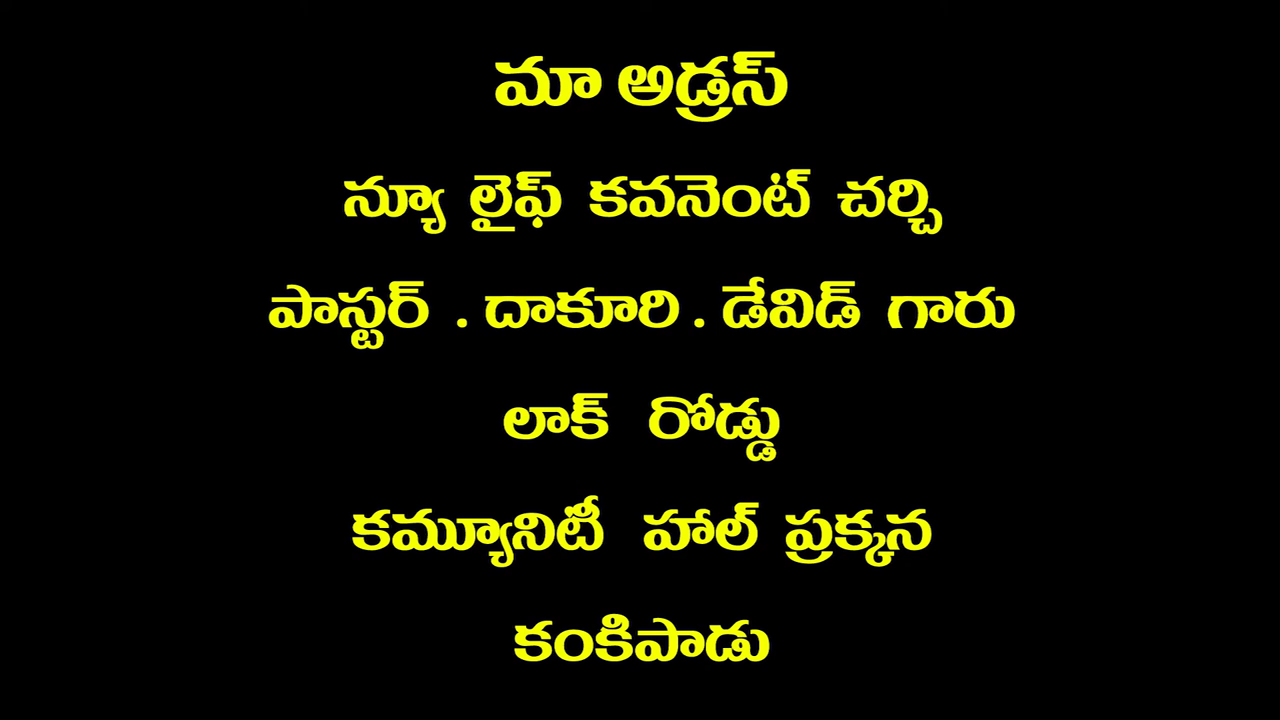 మా అడ్రస్
న్యూ లైఫ్ కవనెంట్ చర్చి
పాస్టర్ . దాకూరి . డేవిడ్ గారు
లాక్ రోడ్డు
కమ్యూనిటీ హాల్ ప్రక్కన
కంకిపాడు